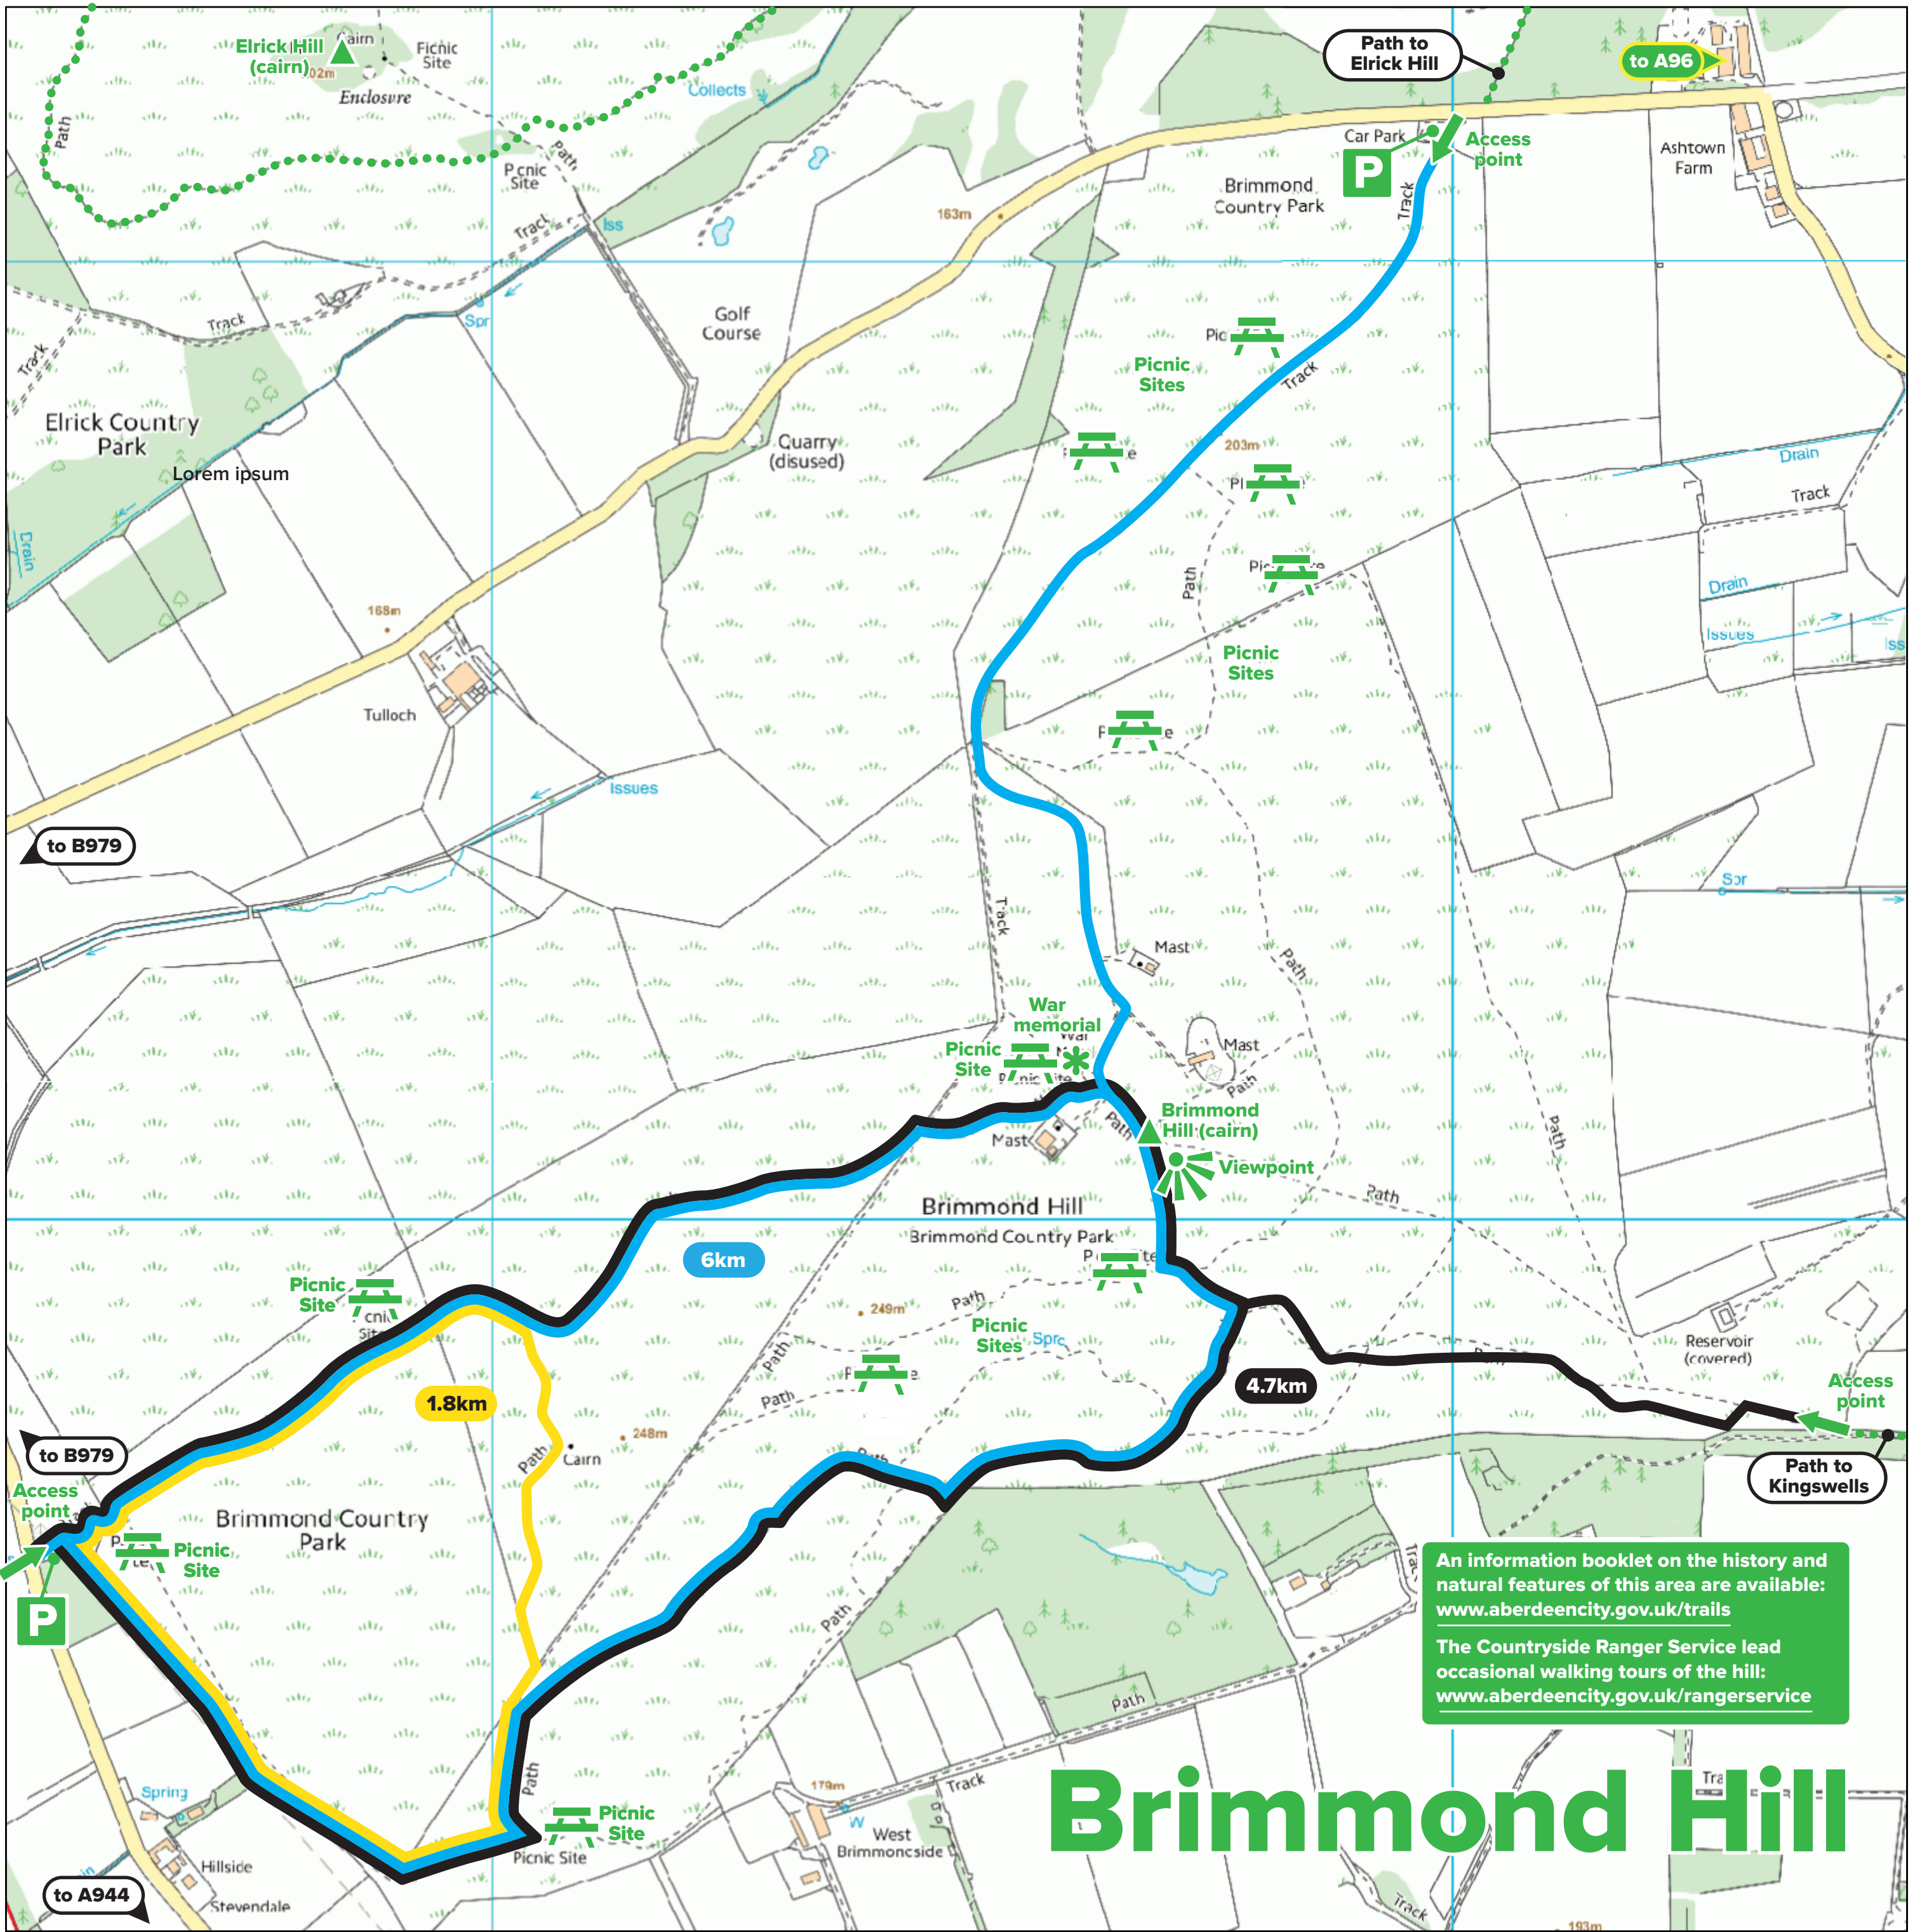 Elrick Hill
(cairn)
Cairn
Picnic
Site
Enclosure
Path
Collects
Path to
Elrick Hill
to A96
Car Park
P
Access
point
Ashtown
Farm
Brimmond
Country Park
Track
Path
Picnic
Site
Track
Iss
163m
Spr
Track
Track
Golf
Course
Picnic
Sites
Track
203m
Elrick Country
Park
Lorem ipsum
Quarry
(disused)
Drain
Track
Drain
Path
Drain
Issues
168m
Picnic
Sites
Tulloch
Issues
to B979
Spr
Track
Mast
Path
War
memorial
Picnic
Site
Mast
Path
Brimmond
Hill (cairn)
Path
Mast
Path
Viewpoint
Path
Brimmond Hill
Brimmond Country Park
6km
Picnic
Site
249m
Path
Picnic
Sites
Path
Reservoir
(covered)
Access
point
4.7km
1.8km
Path
248m
Cairn
Path
to B979
Path to
Kingswells
Access
point
Brimmond Country
Park
Picnic
Site
P
An information booklet on the history and
natural features of this area are available:
www.aberdeencity.gov.uk/trails
The Countryside Ranger Service lead
occasional walking tours of the hill:
www.aberdeencity.gov.uk/rangerservice
Path
Path
Path
Spring
179m
Track
W
West
Brimmondside
Picnic
Site
Picnic Site
Brimmond Hill
Hillside
Stevendale
to A944
Track
193m